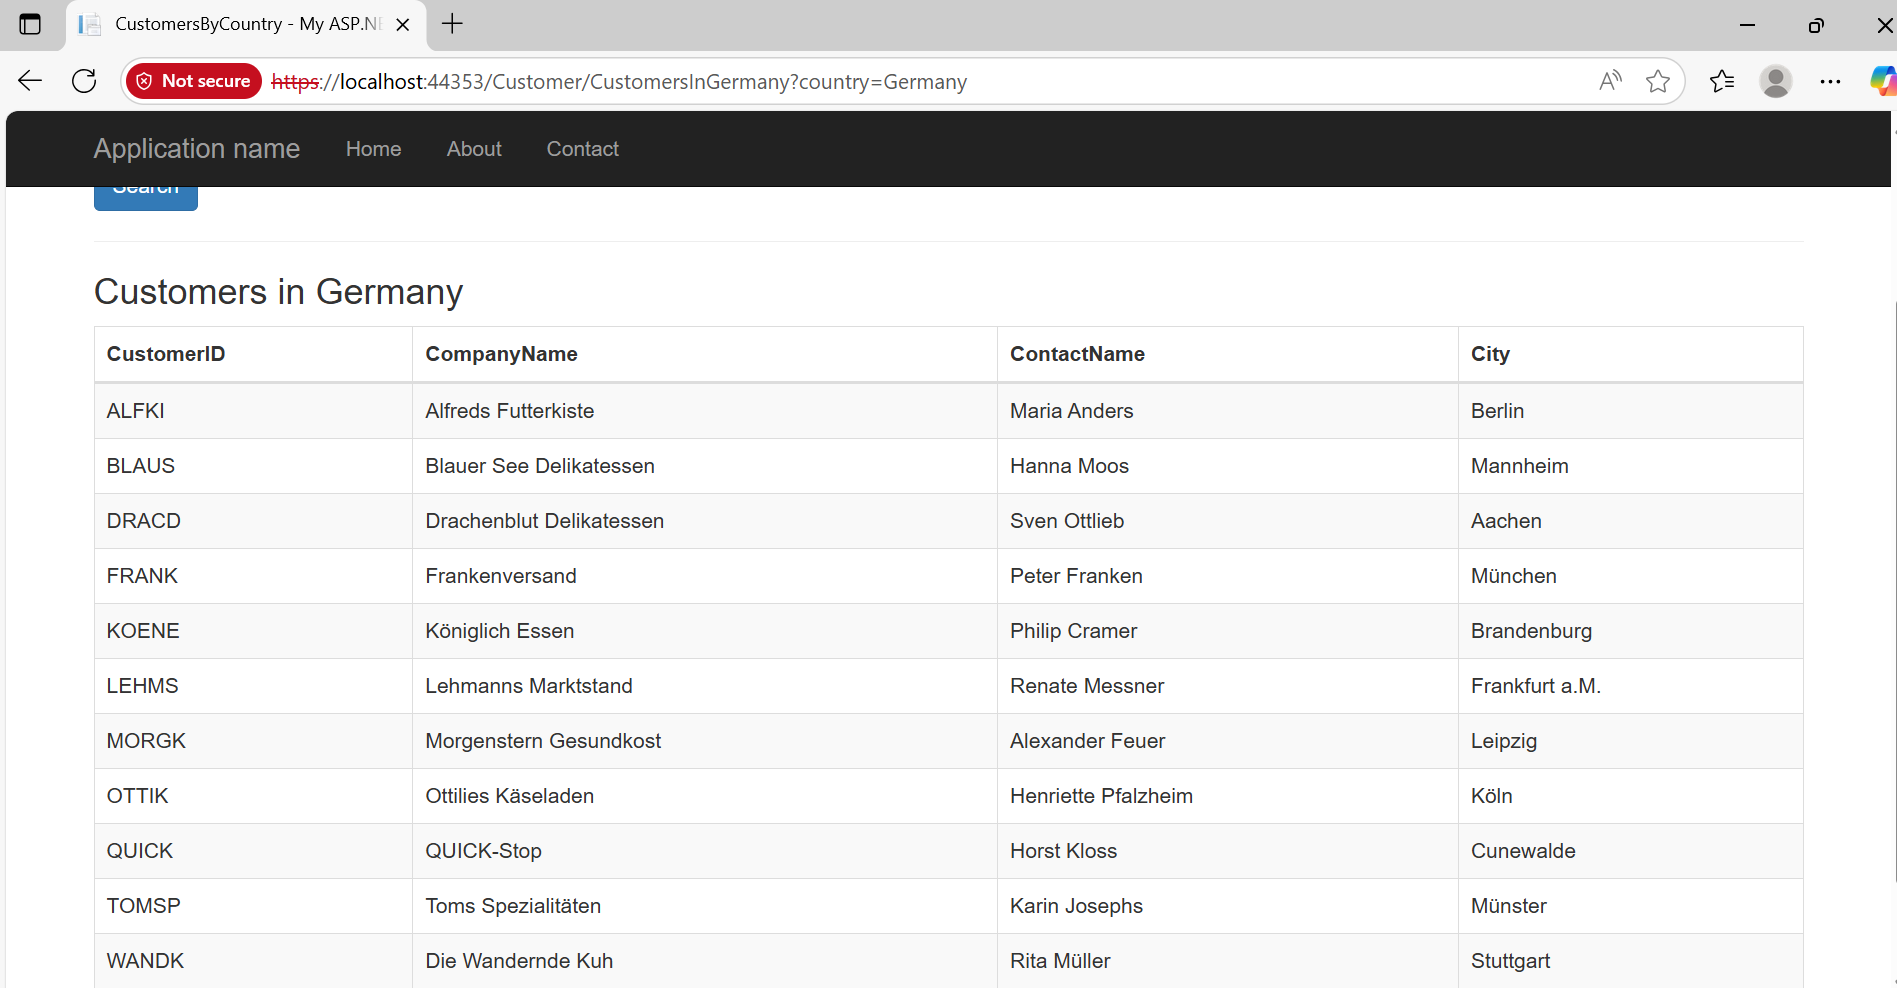 CustomersByCountry - My ASP.NE
Not secure https://localhost:44353/Customer/CustomersInGermany?country=Germany
Application name Home About Contact
Search
Customers in Germany
CustomerID CompanyName ContactName City
ALFKI Alfreds Futterkiste Maria Anders Berlin
BLAUS Blauer See Delikatessen Hanna Moos Mannheim
DRACD Drachenblut Delikatessen Sven Ottlieb Aachen
FRANK Frankenversand Peter Franken München
KOENE Königlich Essen Philip Cramer Brandenburg
LEHMS Lehmanns Marktstand Renate Messner Frankfurt a.M.
MORGK Morgenstern Gesundkost Alexander Feuer Leipzig
OTTIK Ottilies Käseladen Henriette Pfalzheim Köln
QUICK QUICK-Stop Horst Kloss Cunewalde
TOMSP Toms Spezialitäten Karin Josephs Münster
WANDK Die Wandernde Kuh Rita Müller Stuttgart